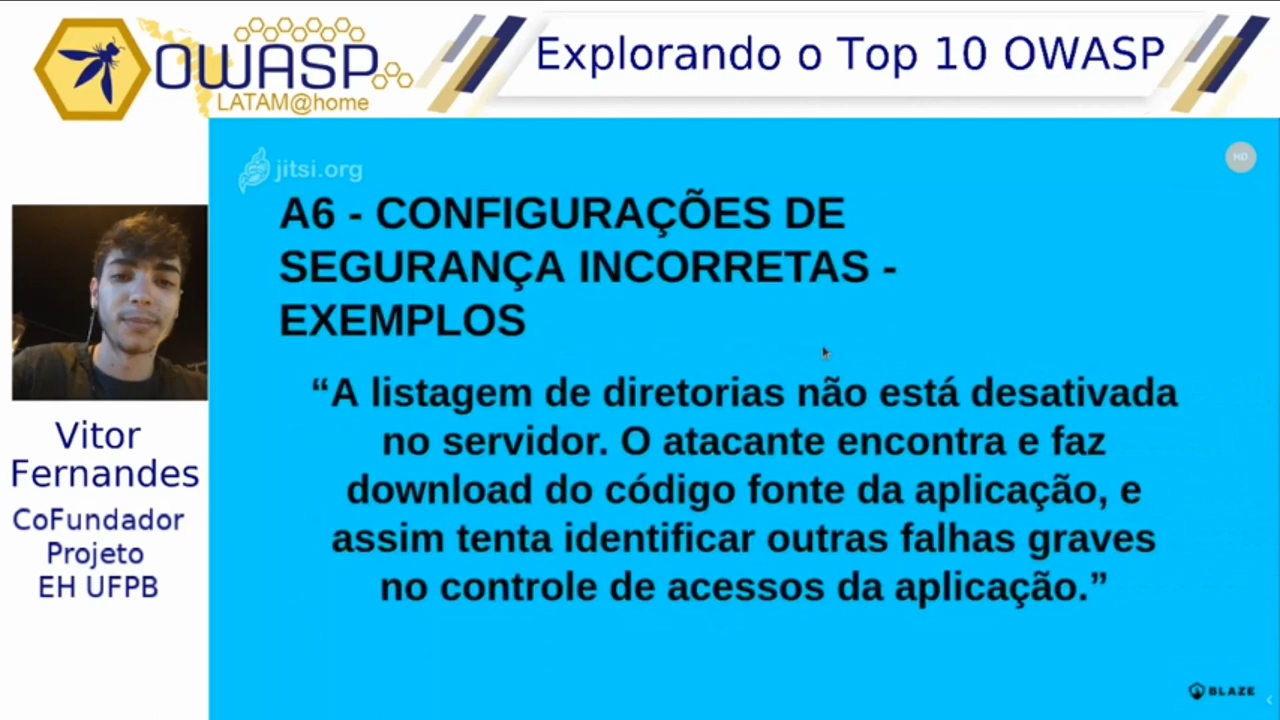 OWASP
LATAM@home
Explorando o Top 10 OWASP
jitsi.org
HD
A6 - CONFIGURAÇÕES DE
SEGURANÇA INCORRETAS -
EXEMPLOS
“A listagem de diretorias não está desativada
no servidor. O atacante encontra e faz
download do código fonte da aplicação, e
assim tenta identificar outras falhas graves
no controle de acessos da aplicação.”
Vitor
Fernandes
CoFundador
Projeto
EH UFPB
BLAZE